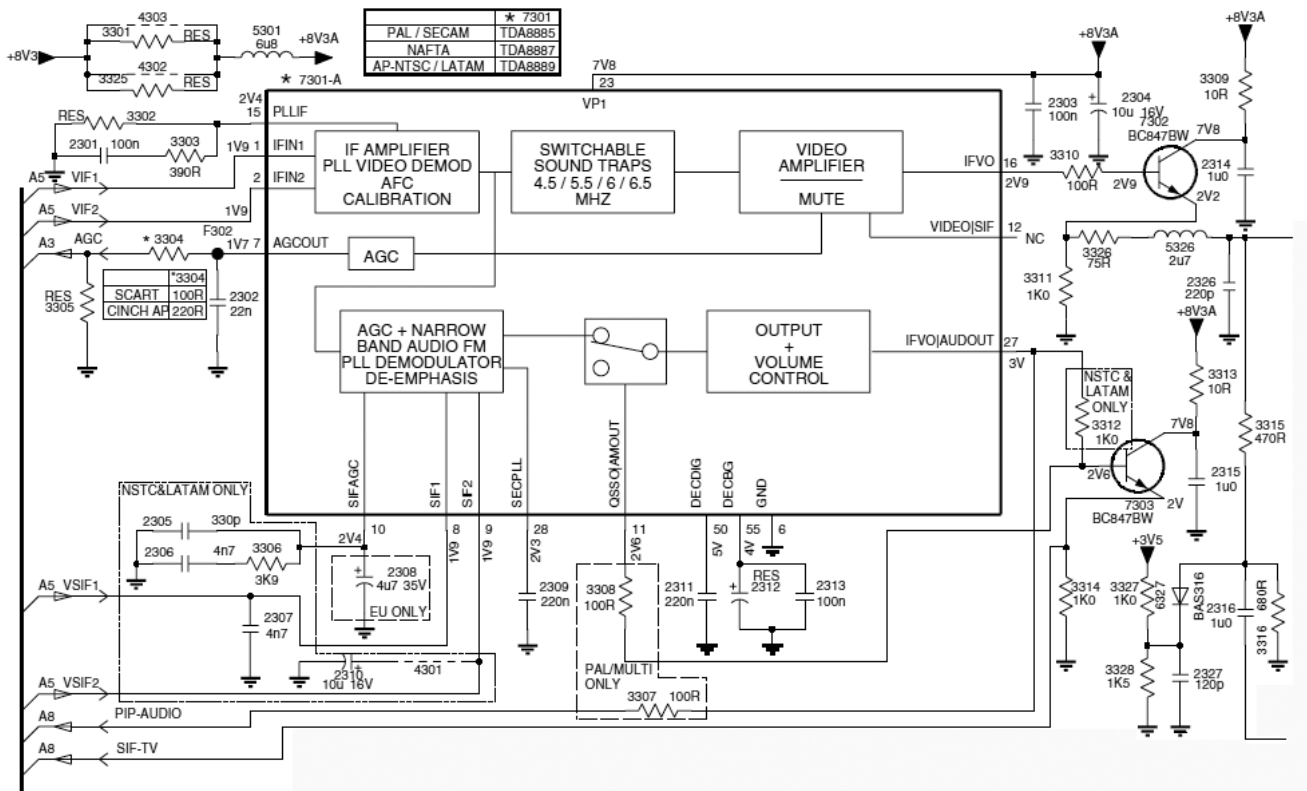 4303
3301
RES
+8V3
5301
6u8
+8V3A
4302
3325
RES
* 7301
PAL / SECAM TDA8885
NAFTA TDA8887
AP-NTSC / LATAM TDA8889
* 7301-A
7V8
23
VP1
+8V3A
+8V3A
3309
10R
2303
100n
2304
10u 16V
7302
BC847BW
7V8
2314
1u0
2V4
15 PLLIF
RES
3302
2301
100n
3303
390R
1V9 1 IFIN1
2 IFIN2
1V9
A5 VIF1
A5 VIF2
A3 AGC
* 3304
F302
1V7 7 AGCOUT
*3304
SCART 100R
CINCH AP 220R
RES
3305
2302
22n
IF AMPLIFIER
PLL VIDEO DEMOD
AFC
CALIBRATION
SWITCHABLE
SOUND TRAPS
4.5 / 5.5 / 6 / 6.5
MHZ
VIDEO
AMPLIFIER
MUTE
AGC
IFVO 16
2V9
3310
100R
2V9
2V2
VIDEO|SIF 12
NC
3326
75R
5326
2u7
3311
1K0
2326
220p
+8V3A
AGC + NARROW
BAND AUDIO FM
PLL DEMODULATOR
DE-EMPHASIS
OUTPUT
+
VOLUME
CONTROL
IFVO|AUDOUT 27
3V
NSTC &
LATAM
ONLY
3312
1K0
3313
10R
7V8
3315
470R
2V6
2315
1u0
7303
BC847BW
2V
SIFAGC
SIF1
SIF2
SECPLL
QSSO|AMOUT
DECDIG
DECBG
GND
10
8
9
28
11
50
55
6
2V4
1V9
1V9
2V3
2V6
5V
4V
NSTC&LATAM ONLY
2305
330p
2306
4n7
3306
3K9
2308
4u7 35V
EU ONLY
2309
220n
3308
100R
2311
220n
RES
2312
2313
100n
+3V5
3314
1K0
3327
1K0
6327
BAS316
2316
1u0
680R
3316
A5 VSIF1
2307
4n7
2310
10u 16V
4301
PAL/MULTI
ONLY
3307
100R
3328
1K5
2327
120p
A5 VSIF2
A8 PIP-AUDIO
A8 SIF-TV